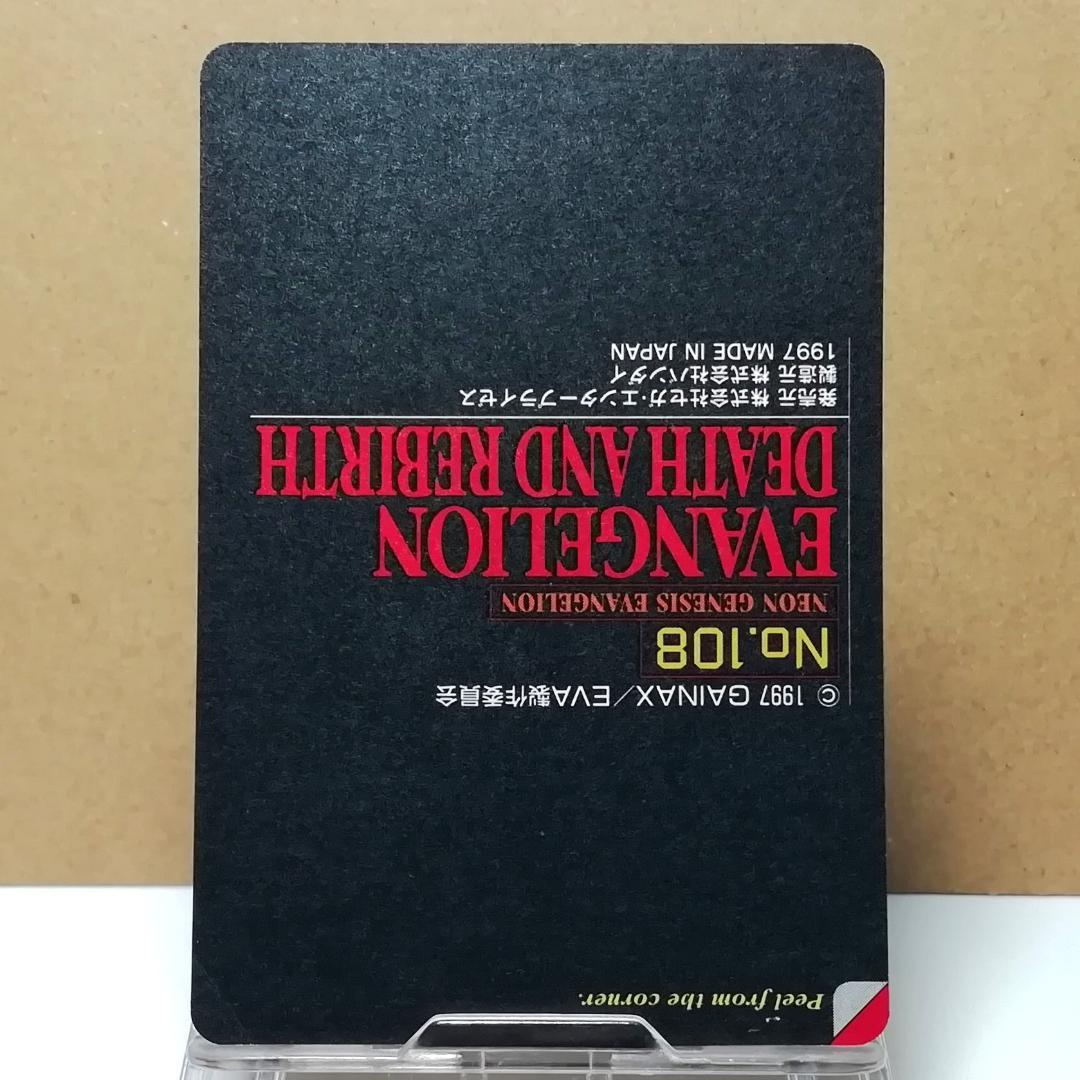 Peel from the corner.
© 1997 GAINAX／EVA製作委員会
No.108
NEON GENESIS EVANGELION
EVANGELION
DEATH AND REBIRTH
発売元 株式会社セガ・エンタープライゼス
製造元 株式会社バンダイ
1997 MADE IN JAPAN